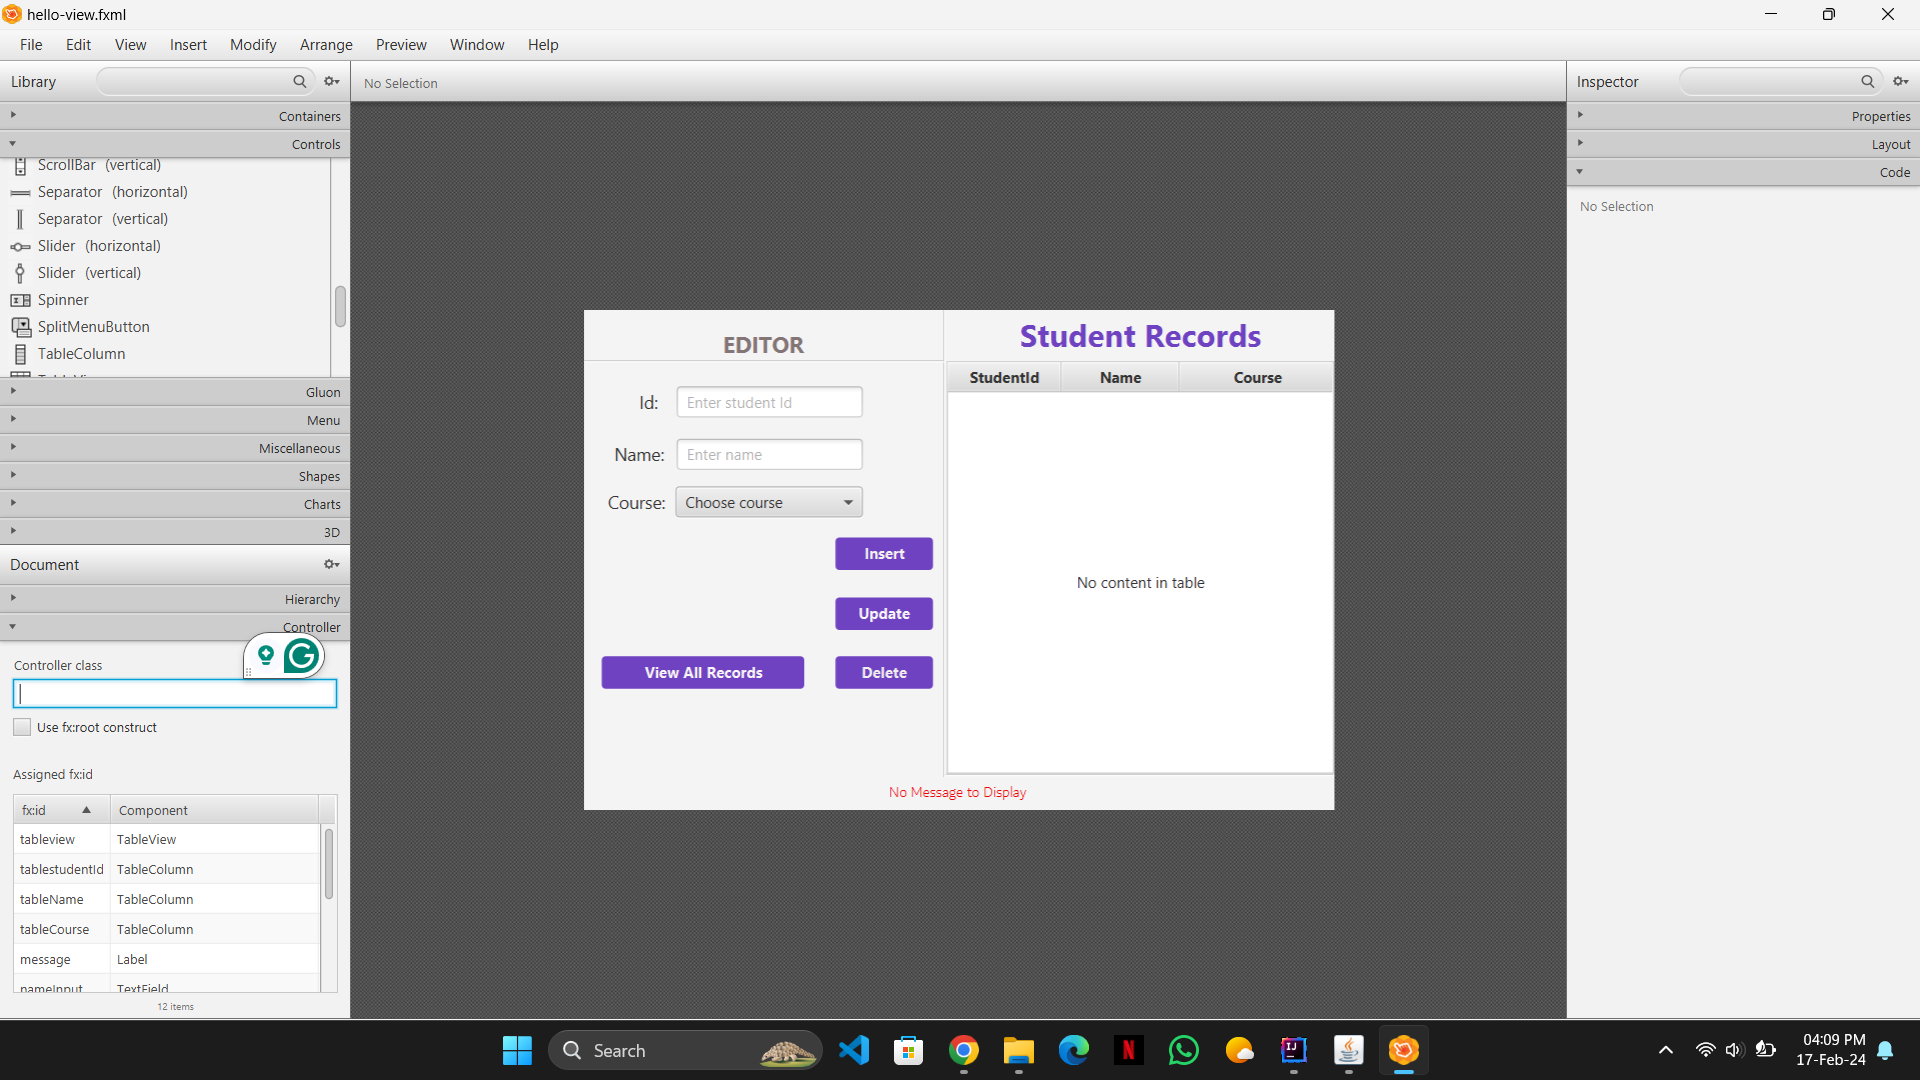 hello-view.fxml
File Edit View Insert Modify Arrange Preview Window Help
Library
No Selection
Inspector
Containers
Controls
ScrollBar (vertical)
Separator (horizontal)
Separator (vertical)
Slider (horizontal)
Slider (vertical)
Spinner
SplitMenuButton
TableColumn
Gluon
Menu
Miscellaneous
Shapes
Charts
3D
Document
Hierarchy
Controller
Controller class
Use fx:root construct
Assigned fx:id
fx:id Component
tableview TableView
tablestudentId TableColumn
tableName TableColumn
tableCourse TableColumn
message Label
nameInput TextField
12 items
EDITOR
Id: Enter student Id
Name: Enter name
Course: Choose course
Insert
Update
View All Records Delete
Student Records
StudentId Name Course
No content in table
No Message to Display
Properties
Layout
Code
No Selection
Search
04:09 PM
17-Feb-24